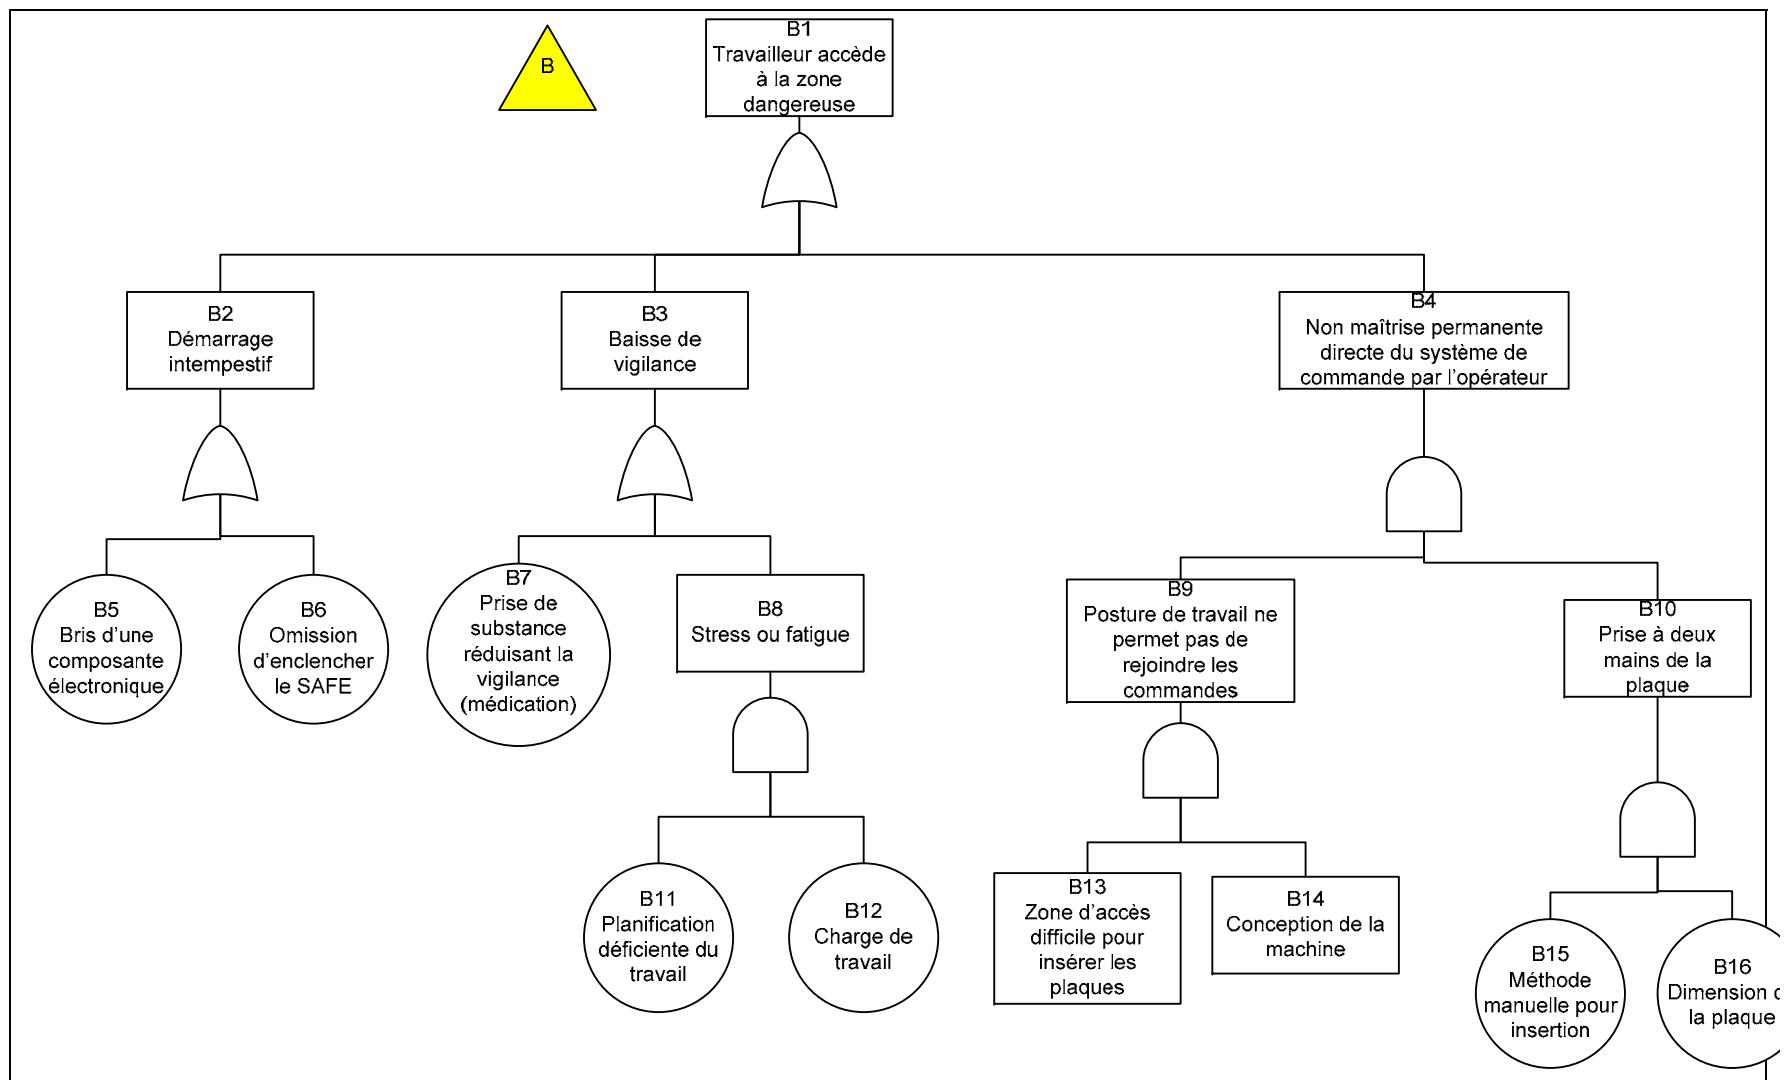 B
B1
Travailleur accède
à la zone
dangereuse
B2
Démarrage
intempestif
B3
Baisse de
vigilance
B4
Non maîtrise permanente
directe du système de
commande par l'opérateur
B5
Bris d'une
composante
électronique
B6
Omission
d'enclencher
le SAFE
B7
Prise de
substance
réduisant la
vigilance
(médication)
B8
Stress ou fatigue
B9
Posture de travail ne
permet pas de
rejoindre les
commandes
B10
Prise à deux
mains de la
plaque
B11
Planification
déficiente du
travail
B12
Charge de
travail
B13
Zone d'accès
difficile pour
insérer les
plaques
B14
Conception de la
machine
B15
Méthode
manuelle pour
insertion
B16
Dimension
la plaque